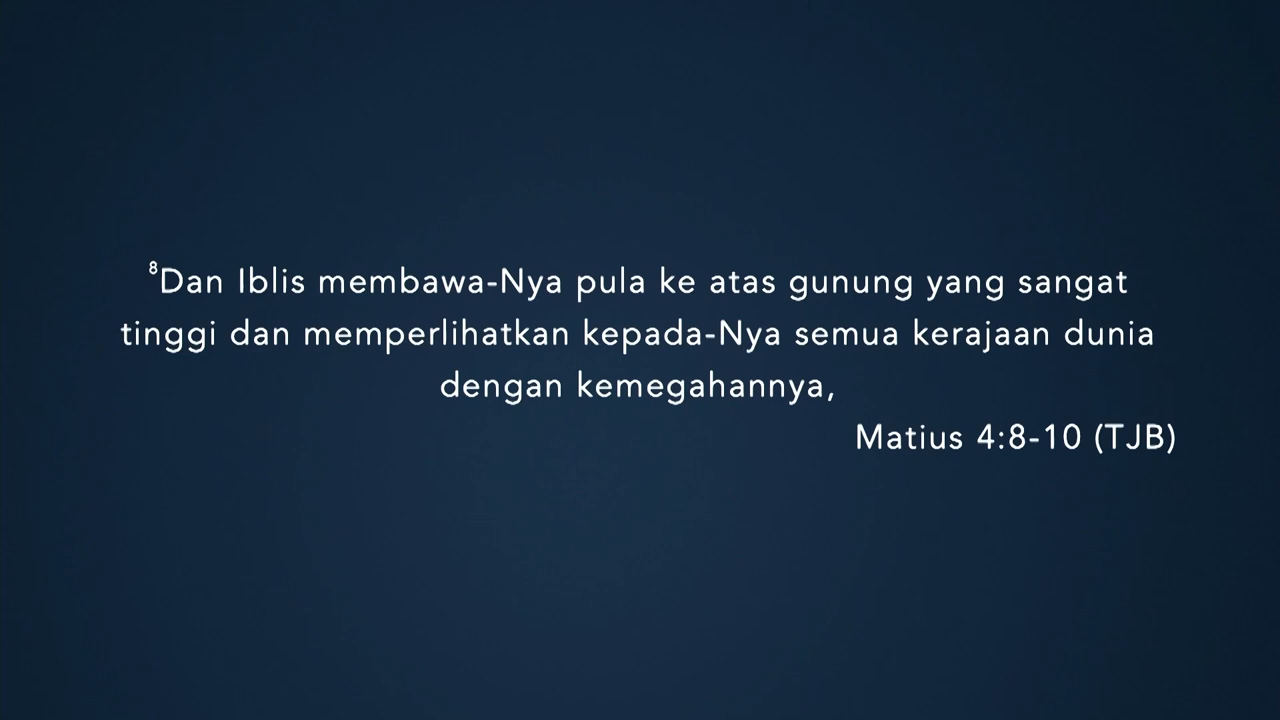 ⁸Dan Iblis membawa-Nya pula ke atas gunung yang sangat
tinggi dan memperlihatkan kepada-Nya semua kerajaan dunia
dengan kemegahannya,
Matius 4:8-10 (TJB)